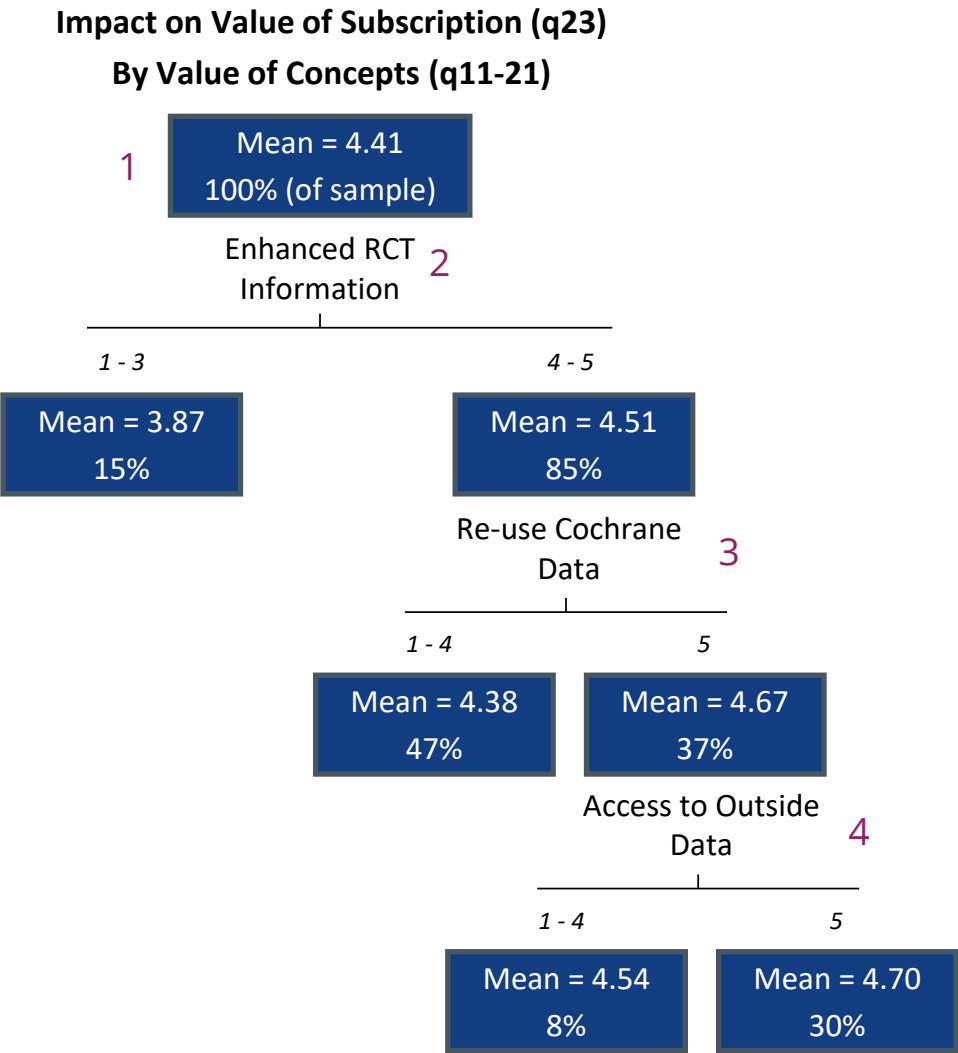 Impact on Value of Subscription (q23)
By Value of Concepts (q11-21)
1
Mean = 4.41
100% (of sample)
Enhanced RCT
Information
2
1 - 3
4 - 5
Mean = 3.87
15%
Mean = 4.51
85%
Re-use Cochrane
Data
3
1 - 4
5
Mean = 4.38
47%
Mean = 4.67
37%
Access to Outside
Data
4
1 - 4
5
Mean = 4.54
8%
Mean = 4.70
30%